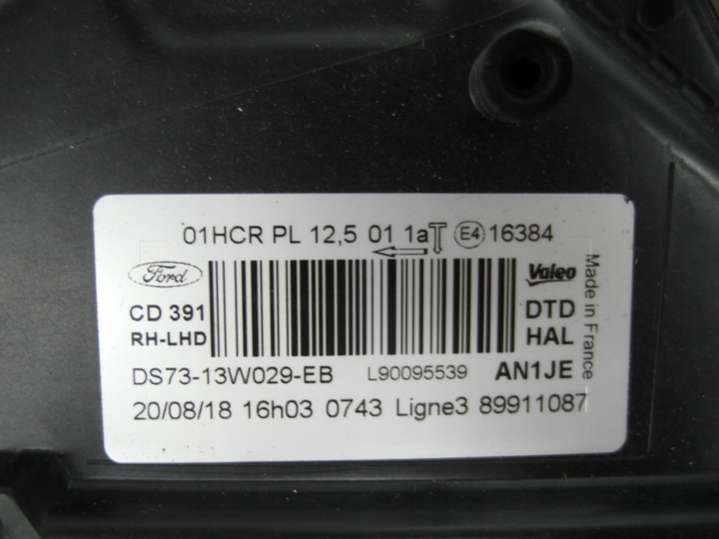 01HCR PL 12,5 01 1a E4 16384
Ford
Valeo
CD 391
DTD
RH-LHD
HAL
Made in France
DS73-13W029-EB L90095539 AN1JE
20/08/18 16h03 0743 Ligne3 89911087